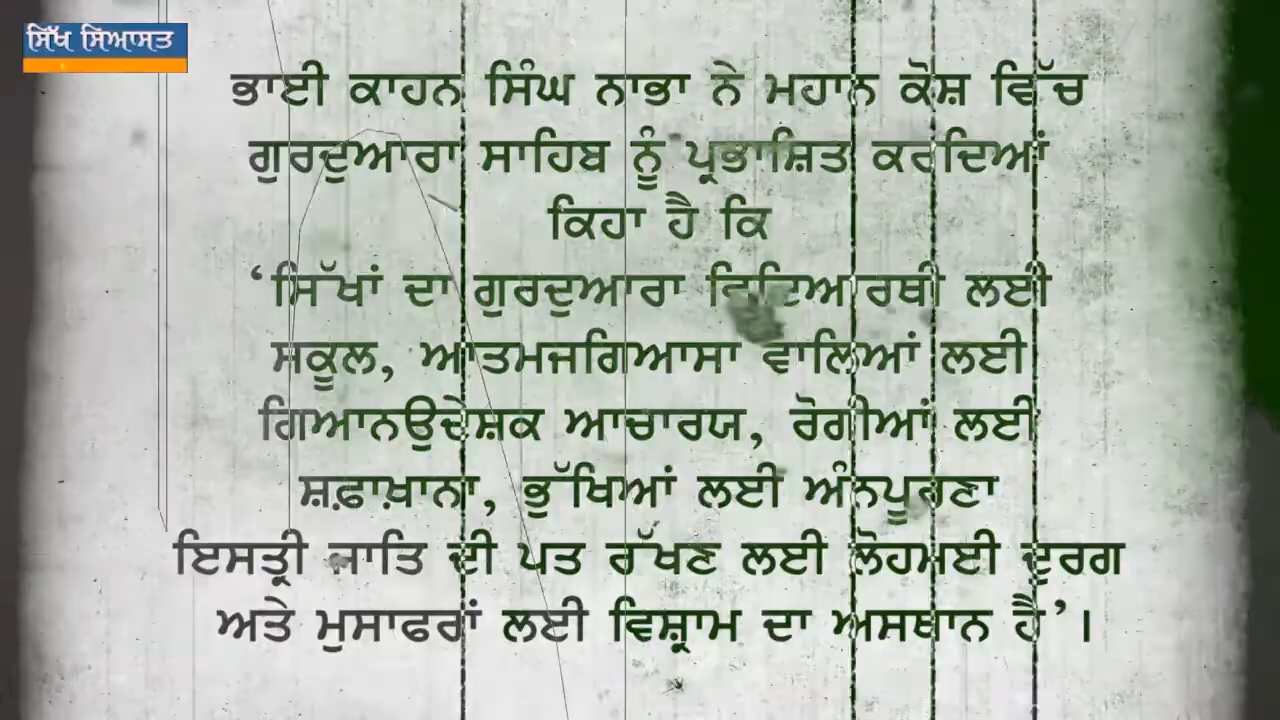 ਸਿੱਖ ਸਿਆਸਤ
ਭਾਈ ਕਾਹਨ ਸਿੰਘ ਨਾਭਾ ਨੇ ਮਹਾਨ ਕੋਸ਼ ਵਿੱਚ
ਗੁਰਦੁਆਰਾ ਸਾਹਿਬ ਨੂੰ ਪ੍ਰਭਾਸ਼ਿਤ ਕਰਦਿਆਂ
ਕਿਹਾ ਹੈ ਕਿ
‘ਸਿੱਖਾਂ ਦਾ ਗੁਰਦੁਆਰਾ ਵਿਦਿਆਰਥੀ ਲਈ
ਸਕੂਲ, ਆਤਮਜਗਿਆਸਾ ਵਾਲਿਆਂ ਲਈ
ਗਿਆਨਉਦੇਸ਼ਕ ਆਚਾਰਯ, ਰੋਗੀਆਂ ਲਈ
ਸ਼ਫ਼ਾਖ਼ਾਨਾ, ਭੁੱਖਿਆਂ ਲਈ ਅੰਨਪੂਰਣਾ
ਇਸਤ੍ਰੀ ਜਾਤਿ ਦੀ ਪਤ ਰੱਖਣ ਲਈ ਲੋਹਮਈ ਦੁਰਗ
ਅਤੇ ਮੁਸਾਫਰਾਂ ਲਈ ਵਿਸ਼੍ਰਾਮ ਦਾ ਅਸਥਾਨ ਹੈ’।